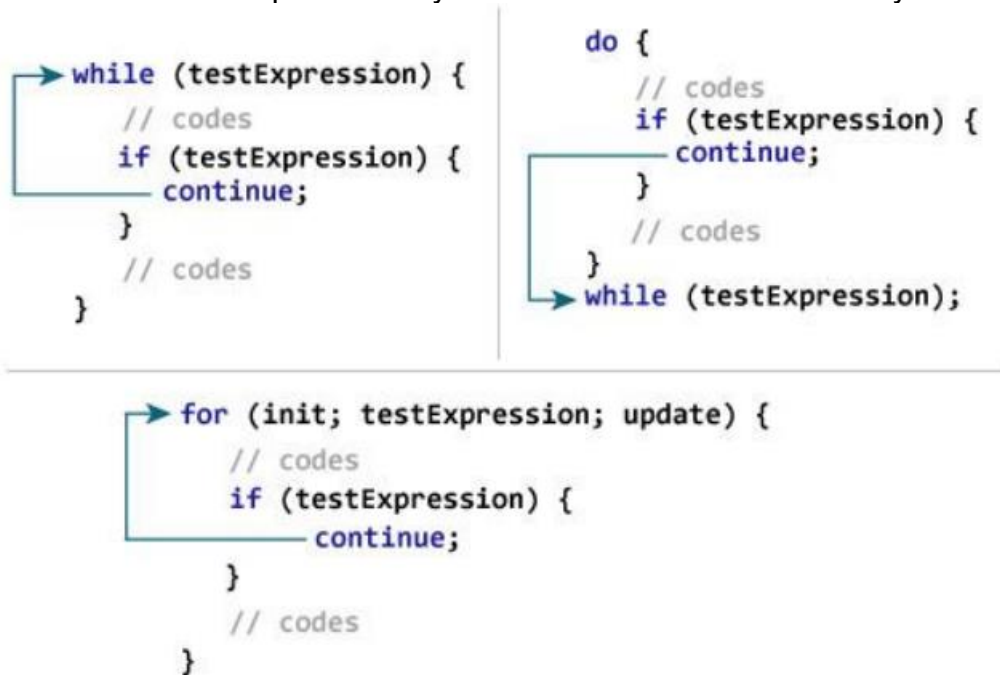 while (testExpression) {
// codes
if (testExpression) {
continue;
}
// codes
}
do {
// codes
if (testExpression) {
continue;
}
// codes
}
while (testExpression);
for (init; testExpression; update) {
// codes
if (testExpression) {
continue;
}
// codes
}